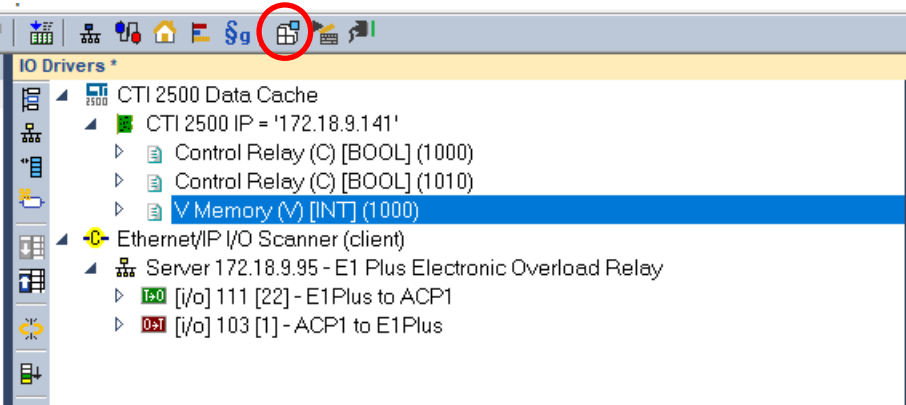 §g
IO Drivers *
CTI 2500 CTI 2500 Data Cache
CTI 2500 IP = '172.18.9.141'
Control Relay (C) [BOOL] (1000)
Control Relay (C) [BOOL] (1010)
V Memory (V) [INT] (1000)
-C- Ethernet/IP I/O Scanner (client)
Server 172.18.9.95 - E1 Plus Electronic Overload Relay
T→O [i/o] 111 [22] - E1Plus to ACP1
O→T [i/o] 103 [1] - ACP1 to E1Plus